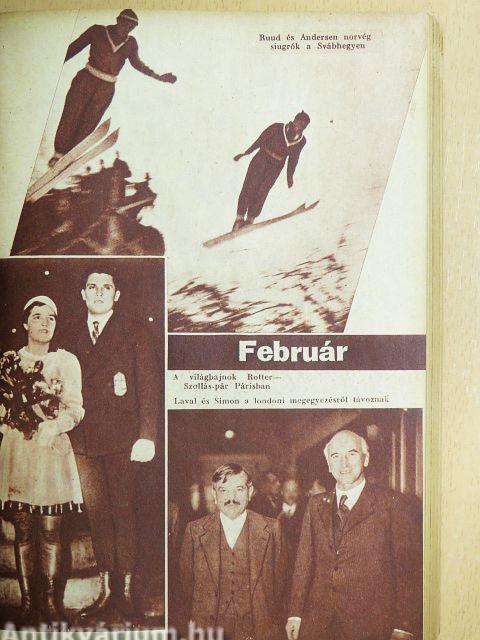 Ruud és Andersen norvég
siugrók a Svábhegyen
Február
A világbajnok Rotter—
Szollás-pár Párisban
Laval és Simon a londoni megegyezésről távoznak
Antikvárium.hu